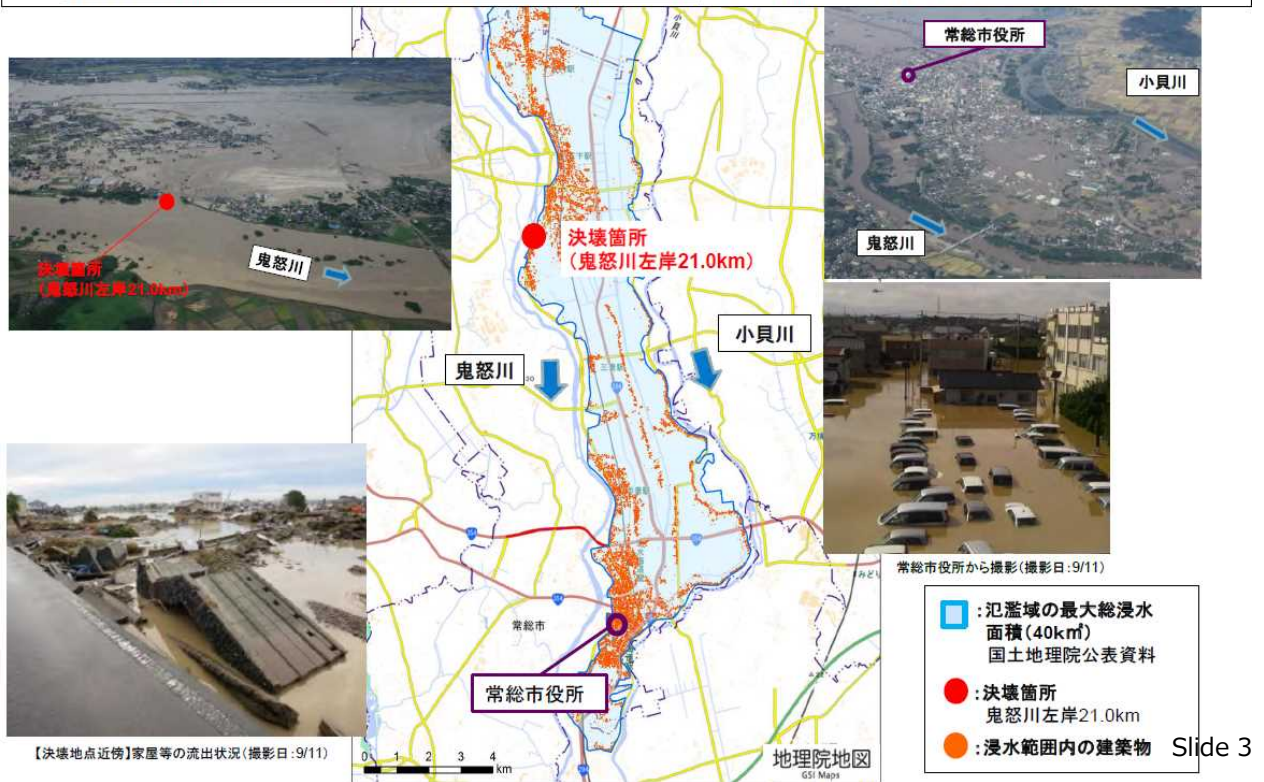 常総市役所
小貝川
鬼怒川
決壊箇所
(鬼怒川左岸21.0km)
鬼怒川
決壊箇所
(鬼怒川左岸21.0km)
小貝川
鬼怒川
小貝川
三妻駅
常総市
常総市役所
常総市役所から撮影(撮影日:9/11)
:氾濫域の最大総浸水
面積(40k㎡)
国土地理院公表資料
:決壊箇所
鬼怒川左岸21.0km
:浸水範囲内の建築物
【決壊地点近傍】家屋等の流出状況(撮影日:9/11)
0 1 2 3 4
km
地理院地図
GSI Maps
Slide 3